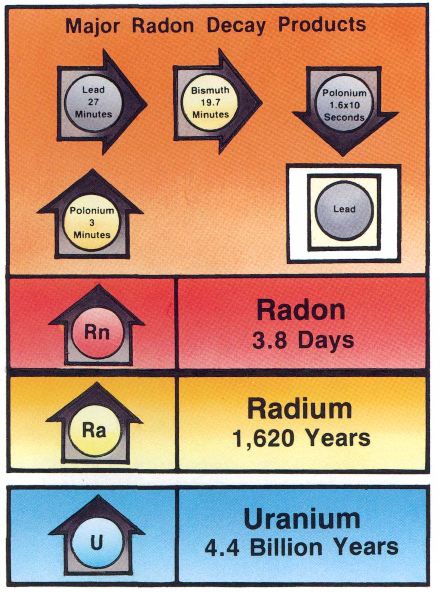 Major Radon Decay Products
Lead
27
Minutes
Bismuth
19.7
Minutes
Polonium
1.6x10
Seconds
Polonium
3
Minutes
Lead
Rn
Radon
3.8 Days
Ra
Radium
1,620 Years
U
Uranium
4.4 Billion Years